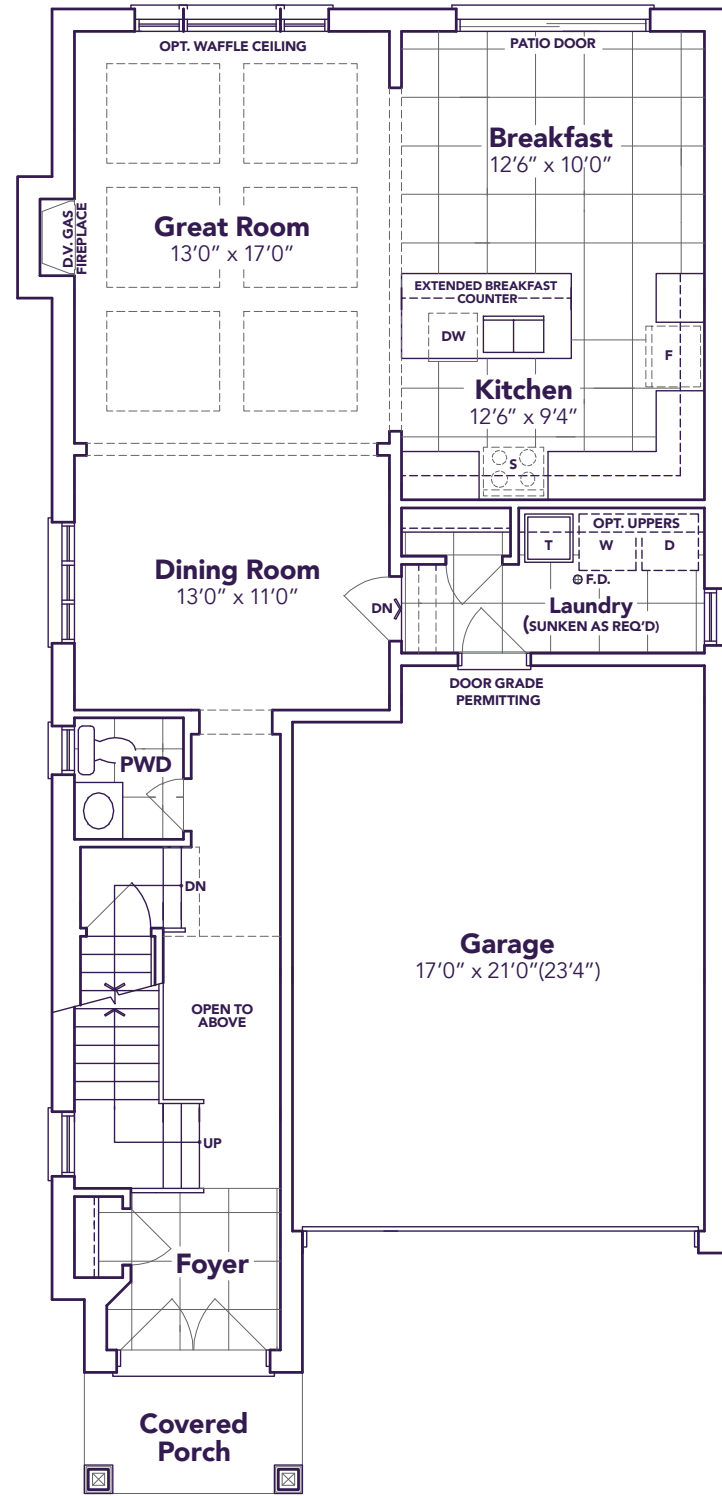 OPT. WAFFLE CEILING
PATIO DOOR
Breakfast
12'6" x 10'0"
D.V. GAS
FIREPLACE
Great Room
13'0" x 17'0"
EXTENDED BREAKFAST
COUNTER
DW
F
Kitchen
12'6" x 9'4"
S
OPT. UPPERS
T
W
D
F.D.
Dining Room
13'0" x 11'0"
DN
Laundry
(SUNKEN AS REQ'D)
DOOR GRADE
PERMITTING
PWD
DN
Garage
17'0" x 21'0"(23'4")
OPEN TO
ABOVE
UP
Foyer
Covered
Porch